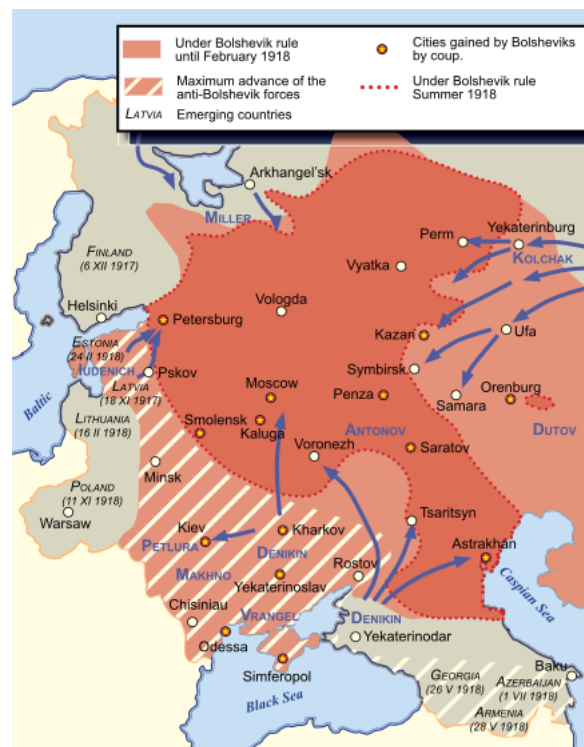 Under Bolshevik rule
until February 1918
Cities gained by Bolsheviks
by coup.
Maximum advance of the
anti-Bolshevik forces
Under Bolshevik rule
Summer 1918
LATVIA Emerging countries
Arkhangel'sk
MILLER
Perm
Yekaterinburg
KOLCHAK
FINLAND
(6 XII 1917)
Vyatka
Helsinki
Vologda
Petersburg
Kazan
Ufa
ESTONIA
(24 II 1918)
IUDENICH
Pskov
LATVIA
(18 XI 1917)
Symbirsk
Moscow
Penza
Samara
Orenburg
Baltic
LITHUANIA
(16 II 1918)
Smolensk
Kaluga
ANTONOV
DUTOV
Voronezh
Saratov
Minsk
POLAND
(11 XI 1918)
Warsaw
Tsaritsyn
Kiev
Kharkov
PETLURA
DENIKIN
Astrakhan
MAKHNO
Rostov
Yekaterinoslav
Caspian Sea
Chisiniau
VRANGEL
DENIKIN
Odessa
Yekaterinodar
Simferopol
Baku
GEORGIA
(26 V 1918)
AZERBAIJAN
(1 VII 1918)
Black Sea
ARMENIA
(28 V 1918)